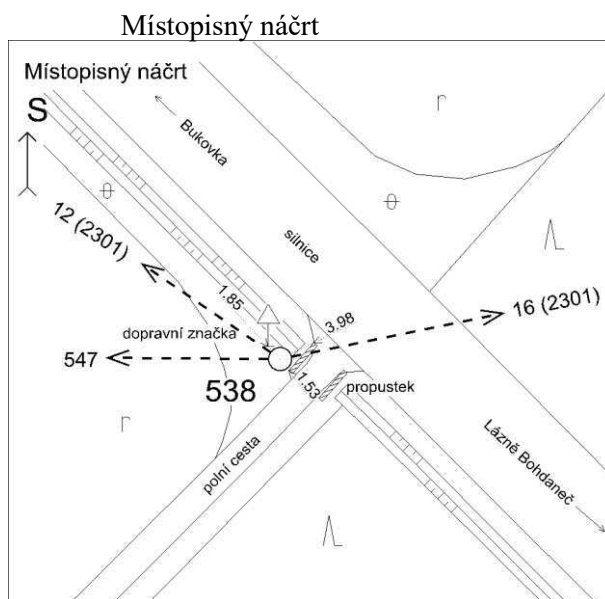 Místopisný náčrt
Místopisný náčrt
S
Bukovka
12 (2301)
silnice
16 (2301)
1.85
3.98
dopravní značka
547
538
1.53
propustek
polní cesta
Lázně Bohdaneč